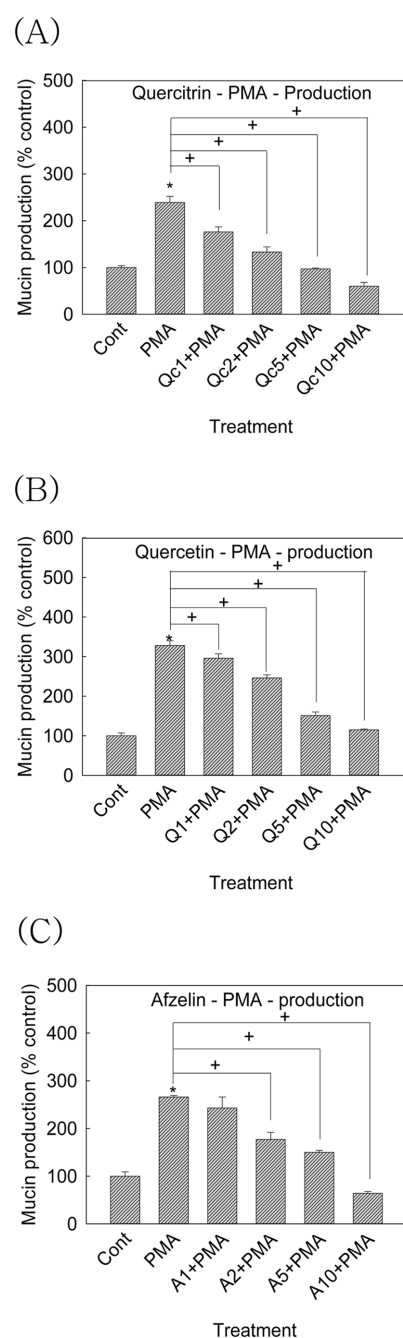 (A)
Quercitrin - PMA - Production
Mucin production (% control)
500
400
300
200
100
0
+
+
+
+
*
Cont
PMA
Qc1+PMA
Qc2+PMA
Qc5+PMA
Qc10+PMA
Treatment
(B)
Quercetin - PMA - production
Mucin production (% control)
600
500
400
300
200
100
0
+
+
+
+
*
Cont
PMA
Q1+PMA
Q2+PMA
Q5+PMA
Q10+PMA
Treatment
(C)
Afzelin - PMA - production
Mucin production (% control)
500
400
300
200
100
0
+
+
+
*
Cont
PMA
A1+PMA
A2+PMA
A5+PMA
A10+PMA
Treatment